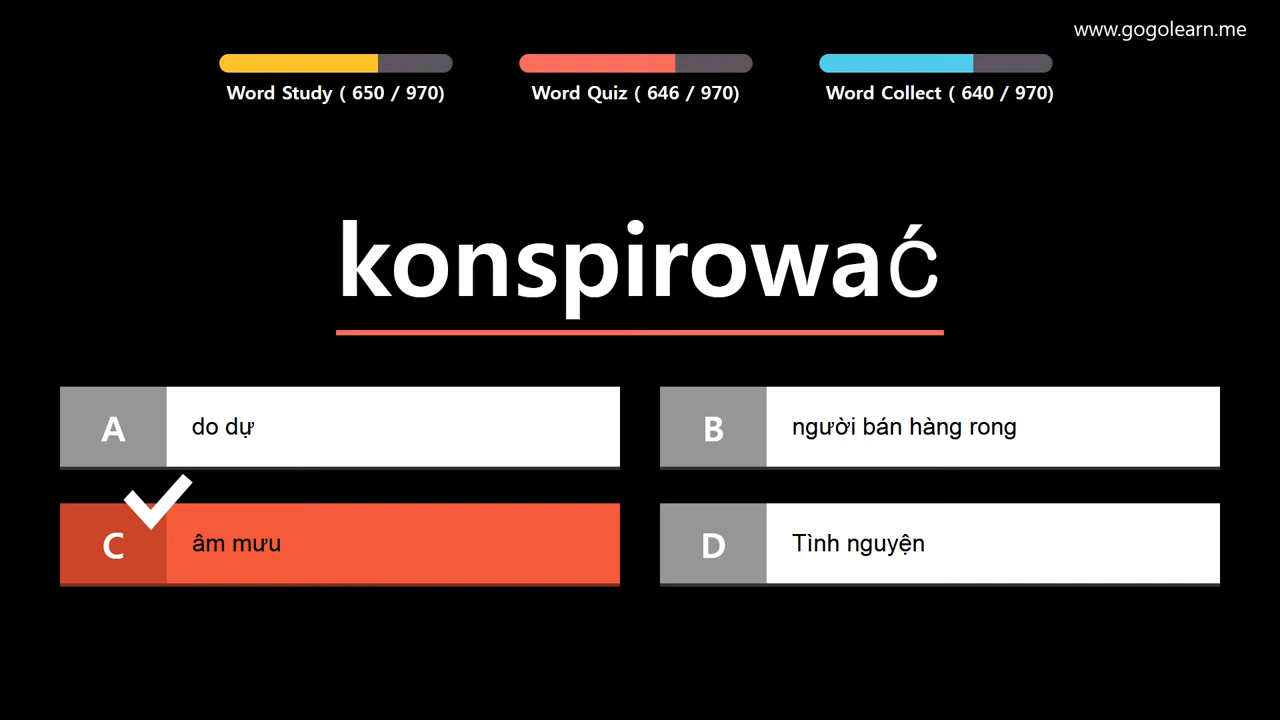 www.gogolearn.me
Word Study ( 650 / 970)
Word Quiz ( 646 / 970)
Word Collect ( 640 / 970)
konspirować
A do dự
B người bán hàng rong
C âm mưu
D Tình nguyện